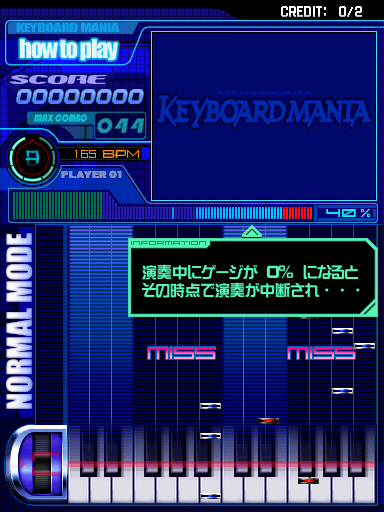 CREDIT: 0/2
KEYBOARD MANIA
how to play
SCORE
00000000
MAX COMBO
044
165 BPM
PLAYER 01
KEYBOARDMANIA
40%
NORMAL MODE
INFORMATION
演奏中にゲージが 0% になると
その時点で演奏が中断され・・・
MISS
MISS